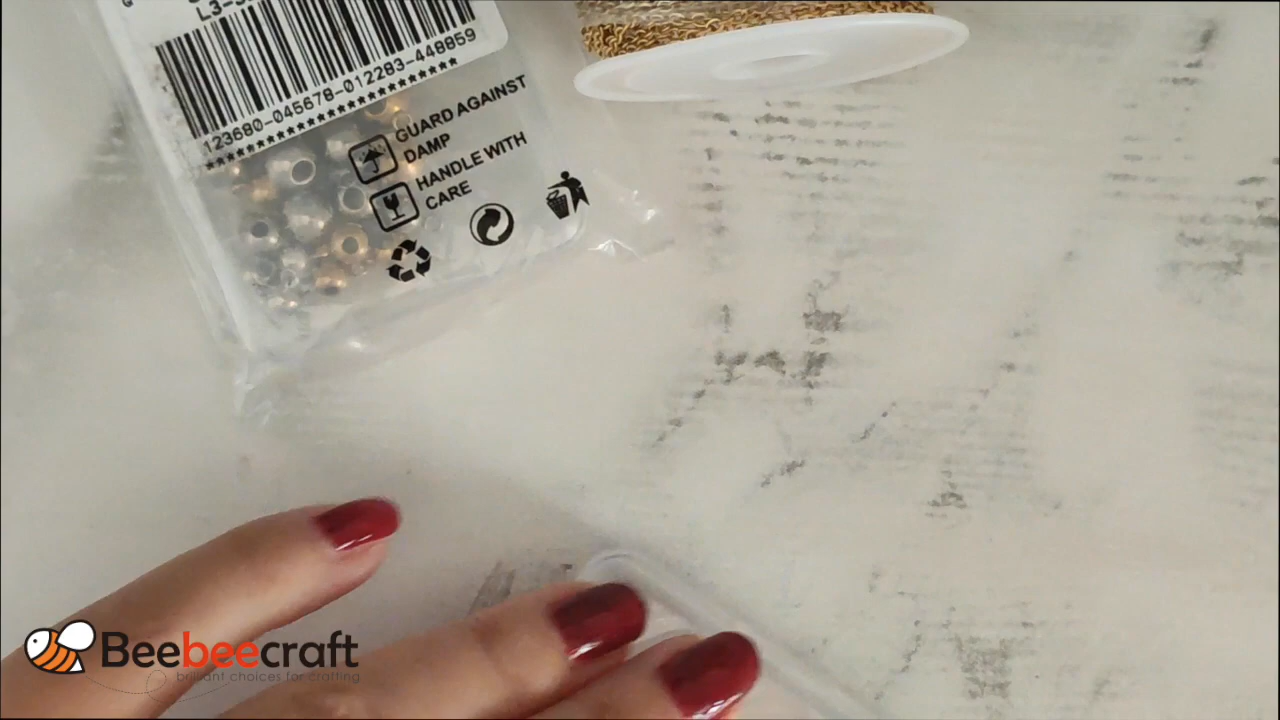 123680-045678-012283-448859
********************************
GUARD AGAINST
DAMP
HANDLE WITH
CARE
Beebeecraft
brilliant choices for crafting